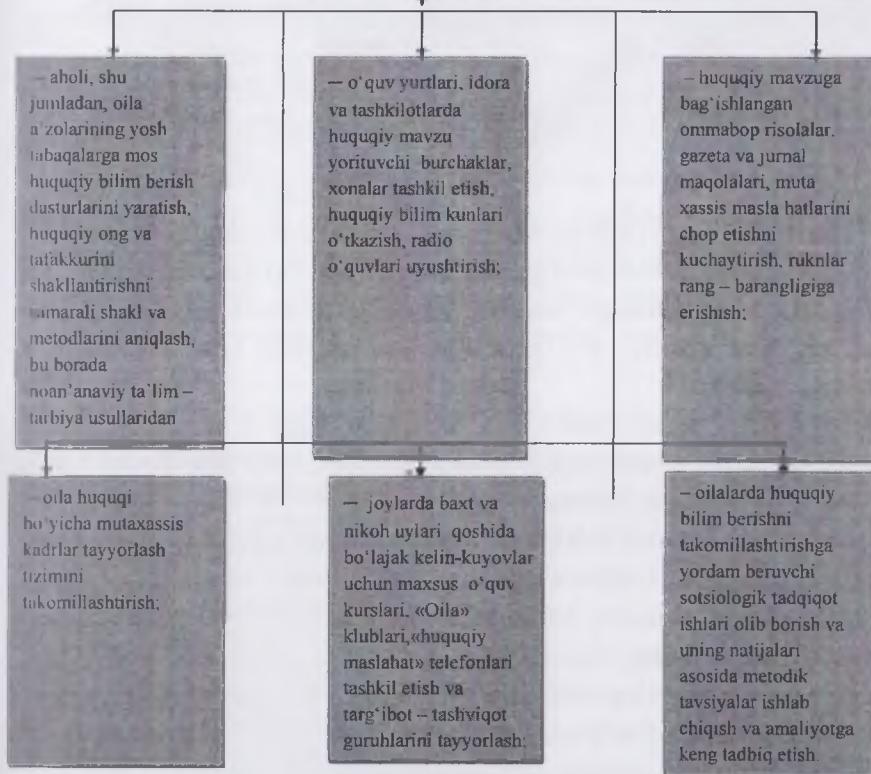 – aholi, shu
jumladan, oila
a'zolarining yosh
tabaqalarga mos
huquqiy bilim berish
dusturlarini yaratish,
huquqiy ong va
tafakkurini
shakllantirishni
samarali shakl va
metodlarini aniqlash,
bu borada
noan'anaviy ta'lim –
tarbiya usullaridan
— o'quv yurtlari, idora
va tashkilotlarda
huquqiy mavzu
yorituvchi burchaklar,
xonalar tashkil etish,
huquqiy bilim kunlari
o'tkazish, radio
o'quvlari uyushtirish;
– huquqiy mavzuga
bag'ishlangan
ommabop risolalar,
gazeta va jurnal
maqolalari, muta
xassis masla hatlarini
chop etishni
kuchaytirish, ruknlar
rang – barangligiga
erishish;
– oila huquqi
bo'yicha mutaxassis
kadrlar tayyorlash
tizimini
takomillashtirish;
— joylarda baxt va
nikoh uylari qoshida
bo'lajak kelin-kuyovlar
uchun maxsus o'quv
kurslari, «Oila»
klublari,«huquqiy
maslahat» telefonlari
tashkil etish va
targ'ibot – tashviqot
guruhlarini tayyorlash;
– oilalarda huquqiy
bilim berishni
takomillashtirishga
yordam beruvchi
sotsiologik tadqiqot
ishlari olib borish va
uning natijalari
asosida metodik
tavsiyalar ishlab
chiqish va amaliyotga
keng tadbiq etish.